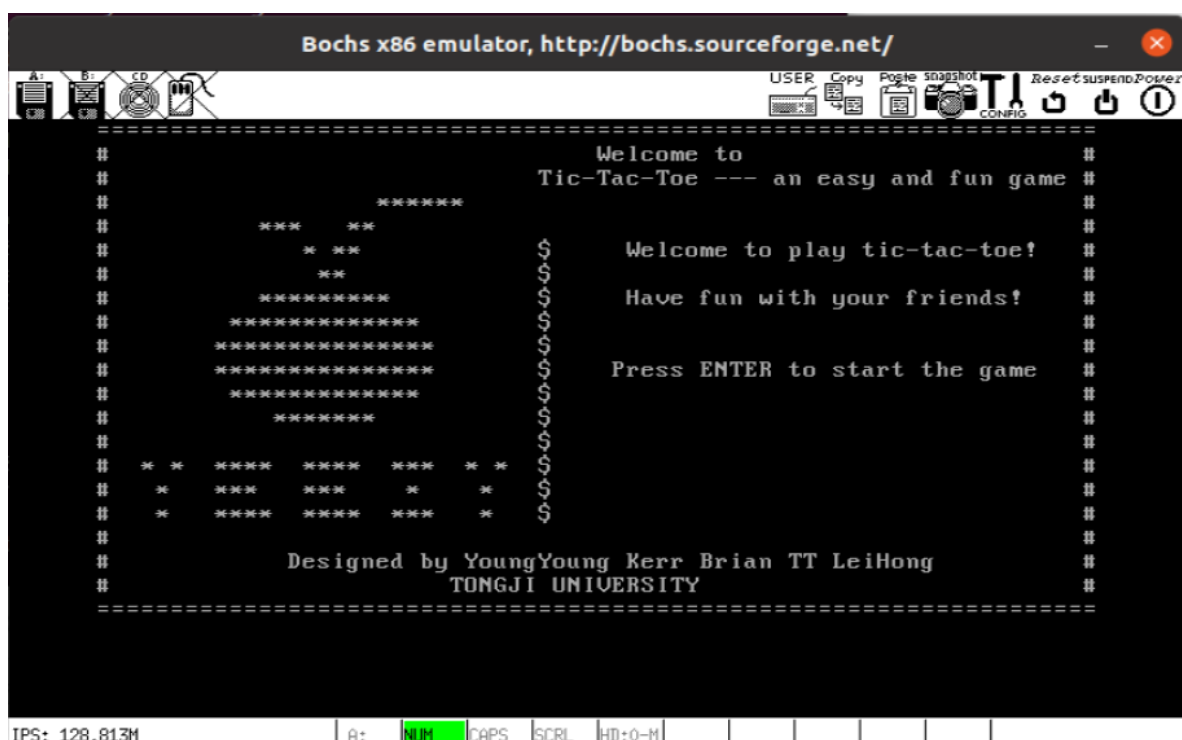 Bochs x86 emulator, http://bochs.sourceforge.net/
A: B: CD USER Copy Paste snapshot CONFIG Reset SUSPEND Power
===================================================================
# Welcome to #
# Tic-Tac-Toe --- an easy and fun game #
# ****** #
# *** ** #
# * ** $ Welcome to play tic-tac-toe! #
# ** $ #
# ********* $ Have fun with your friends! #
# ************* $ #
# *************** $ #
# *************** $ Press ENTER to start the game #
# ************* $ #
# ******* $ #
# $ #
# * * **** **** *** * * $ #
# * *** *** * * $ #
# * **** **** *** * $ #
# #
# Designed by YoungYoung Kerr Brian TT LeiHong #
# TONGJI UNIVERSITY #
===================================================================
IPS: 128.813M A: NUM CAPS SCRL HD:0-M